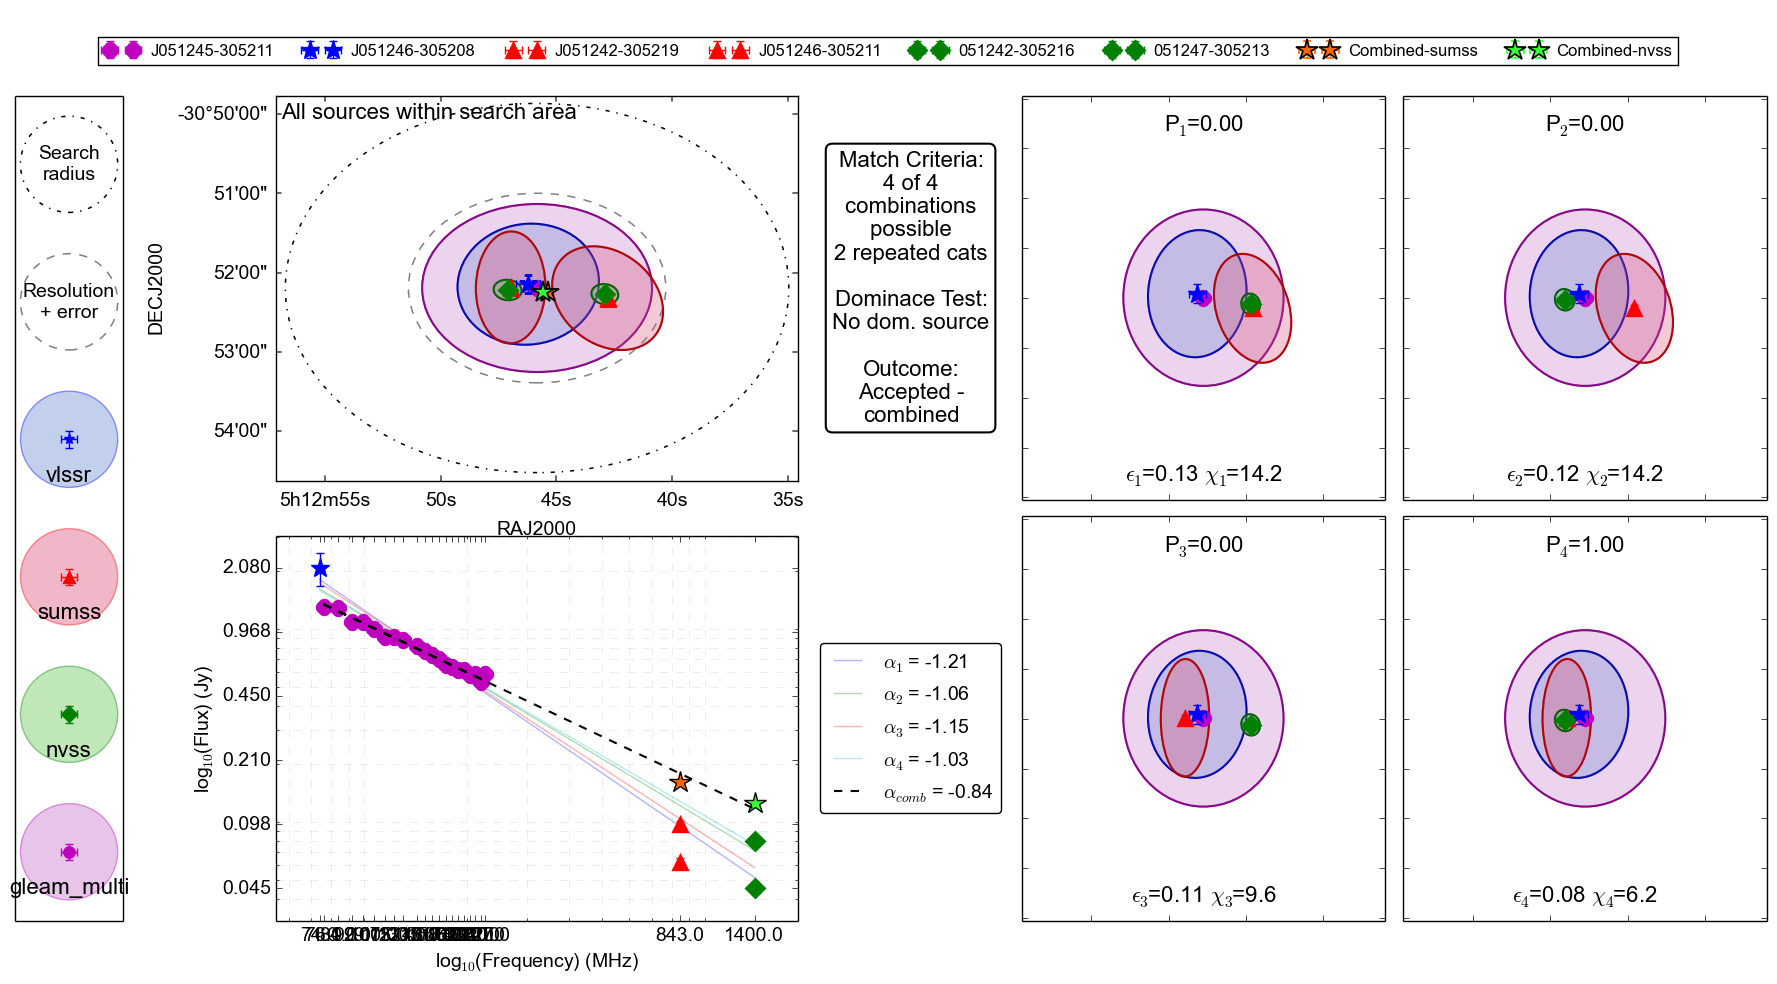 J051245-305211 J051246-305208 J051242-305219 J051246-305211 051242-305216 051247-305213 Combined-sumss Combined-nvss
Search
radius
Resolution
+ error
vlssr
sumss
nvss
gleam_multi
All sources within search area
-30°50'00"
51'00"
52'00"
53'00"
54'00"
DECJ2000
5h12m55s 50s 45s 40s 35s
RAJ2000
Match Criteria:
4 of 4
combinations
possible
2 repeated cats
Dominace Test:
No dom. source
Outcome:
Accepted -
combined
P1=0.00
ϵ1=0.13 χ1=14.2
P2=0.00
ϵ2=0.12 χ2=14.2
2.080
0.968
0.450
0.210
0.098
0.045
log10(Flux) (Jy)
843.0 1400.0
log10(Frequency) (MHz)
α1 = -1.21
α2 = -1.06
α3 = -1.15
α4 = -1.03
αcomb = -0.84
P3=0.00
ϵ3=0.11 χ3=9.6
P4=1.00
ϵ4=0.08 χ4=6.2